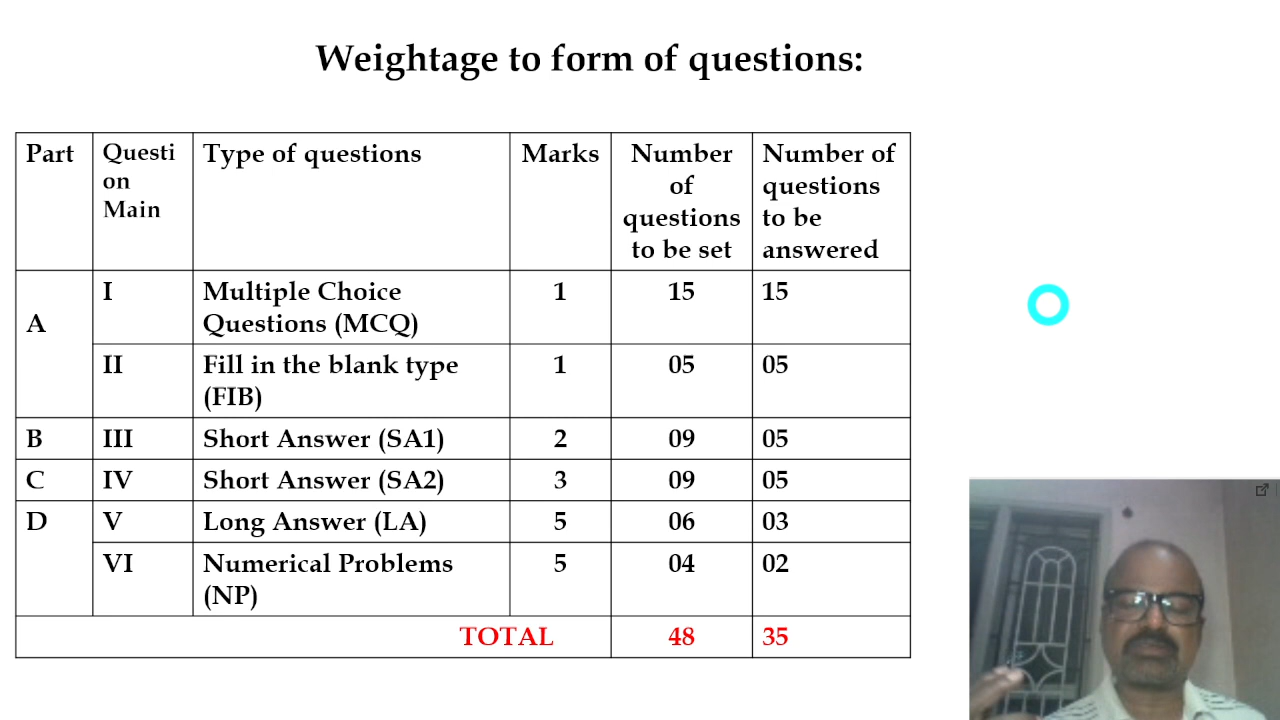 Weightage to form of questions:
Part Questi on Main Type of questions Marks Number of questions to be set Number of questions to be answered
A I Multiple Choice Questions (MCQ) 1 15 15
II Fill in the blank type (FIB) 1 05 05
B III Short Answer (SA1) 2 09 05
C IV Short Answer (SA2) 3 09 05
D V Long Answer (LA) 5 06 03
VI Numerical Problems (NP) 5 04 02
TOTAL 48 35